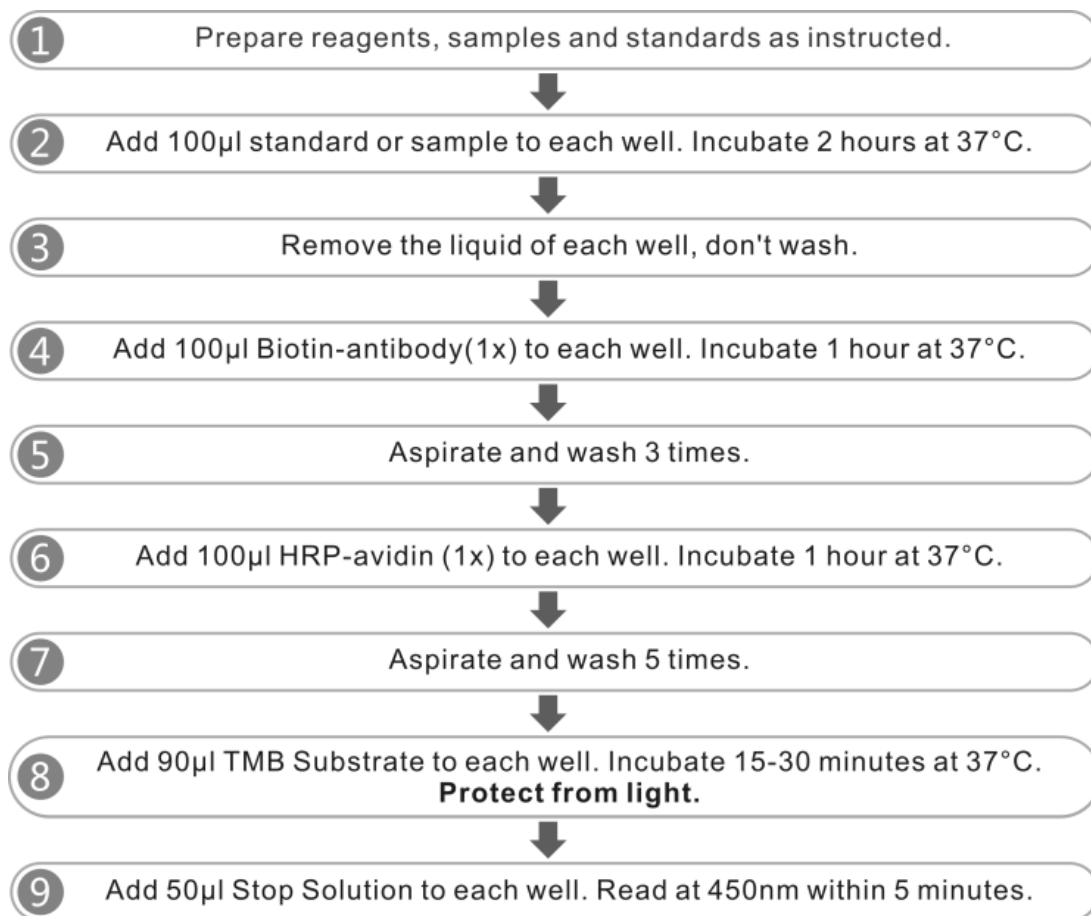 1 Prepare reagents, samples and standards as instructed.
2 Add 100µl standard or sample to each well. Incubate 2 hours at 37°C.
3 Remove the liquid of each well, don't wash.
4 Add 100µl Biotin-antibody(1x) to each well. Incubate 1 hour at 37°C.
5 Aspirate and wash 3 times.
6 Add 100µl HRP-avidin (1x) to each well. Incubate 1 hour at 37°C.
7 Aspirate and wash 5 times.
8 Add 90µl TMB Substrate to each well. Incubate 15-30 minutes at 37°C.
Protect from light.
9 Add 50µl Stop Solution to each well. Read at 450nm within 5 minutes.